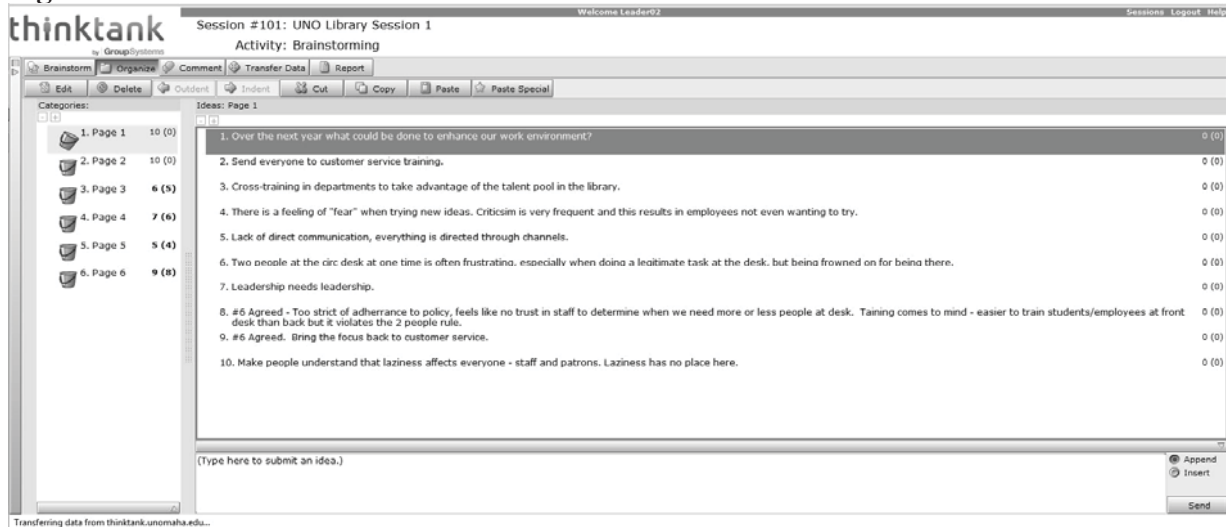 Welcome Leader02
Sessions Logout Help
thinktank
by GroupSystems
Session #101: UNO Library Session 1
Activity: Brainstorming
Brainstorm Organize Comment Transfer Data Report
Edit Delete Outdent Indent Cut Copy Paste Paste Special
Categories:
1. Page 1 10 (0)
2. Page 2 10 (0)
3. Page 3 6 (5)
4. Page 4 7 (6)
5. Page 5 5 (4)
6. Page 6 9 (8)
Ideas: Page 1
1. Over the next year what could be done to enhance our work environment? 0 (0)
2. Send everyone to customer service training. 0 (0)
3. Cross-training in departments to take advantage of the talent pool in the library. 0 (0)
4. There is a feeling of "fear" when trying new ideas. Criticsim is very frequent and this results in employees not even wanting to try. 0 (0)
5. Lack of direct communication, everything is directed through channels. 0 (0)
6. Two people at the circ desk at one time is often frustrating, especially when doing a legitimate task at the desk, but being frowned on for being there. 0 (0)
7. Leadership needs leadership. 0 (0)
8. #6 Agreed - Too strict of adherrance to policy, feels like no trust in staff to determine when we need more or less people at desk. Taining comes to mind - easier to train students/employees at front 0 (0)
desk than back but it violates the 2 people rule.
9. #6 Agreed. Bring the focus back to customer service. 0 (0)
10. Make people understand that laziness affects everyone - staff and patrons. Laziness has no place here. 0 (0)
(Type here to submit an idea.)
Append
Insert
Send
Transferring data from thinktank.unomaha.edu...